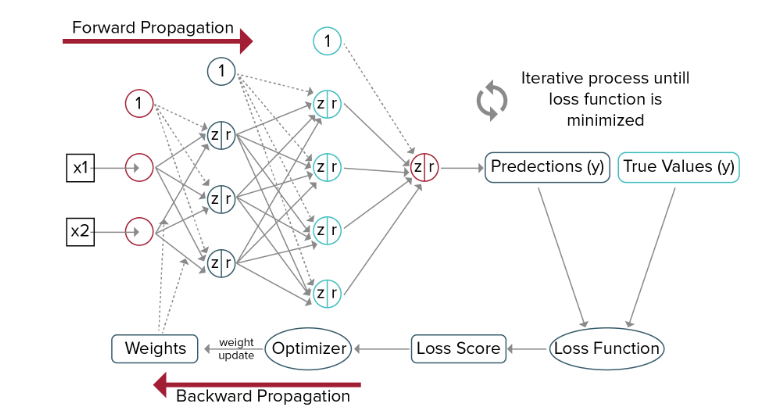 Forward Propagation
1
1
1
Iterative process untill
loss function is
minimized
z r
z r
x1
z r
z r
Predections (y)
True Values (y)
x2
z r
z r
z r
z r
Weights
weight
update
Optimizer
Loss Score
Loss Function
Backward Propagation